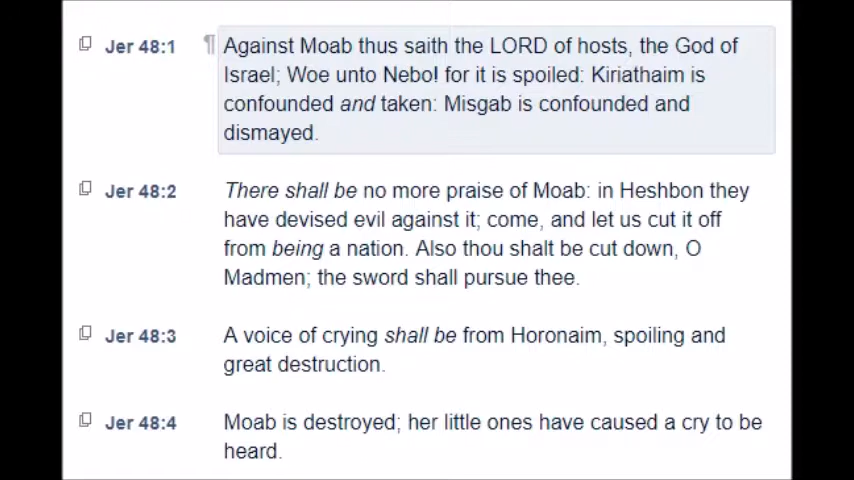 Jer 48:1 ¶ Against Moab thus saith the LORD of hosts, the God of
Israel; Woe unto Nebo! for it is spoiled: Kiriathaim is
confounded and taken: Misgab is confounded and
dismayed.
Jer 48:2 There shall be no more praise of Moab: in Heshbon they
have devised evil against it; come, and let us cut it off
from being a nation. Also thou shalt be cut down, O
Madmen; the sword shall pursue thee.
Jer 48:3 A voice of crying shall be from Horonaim, spoiling and
great destruction.
Jer 48:4 Moab is destroyed; her little ones have caused a cry to be
heard.